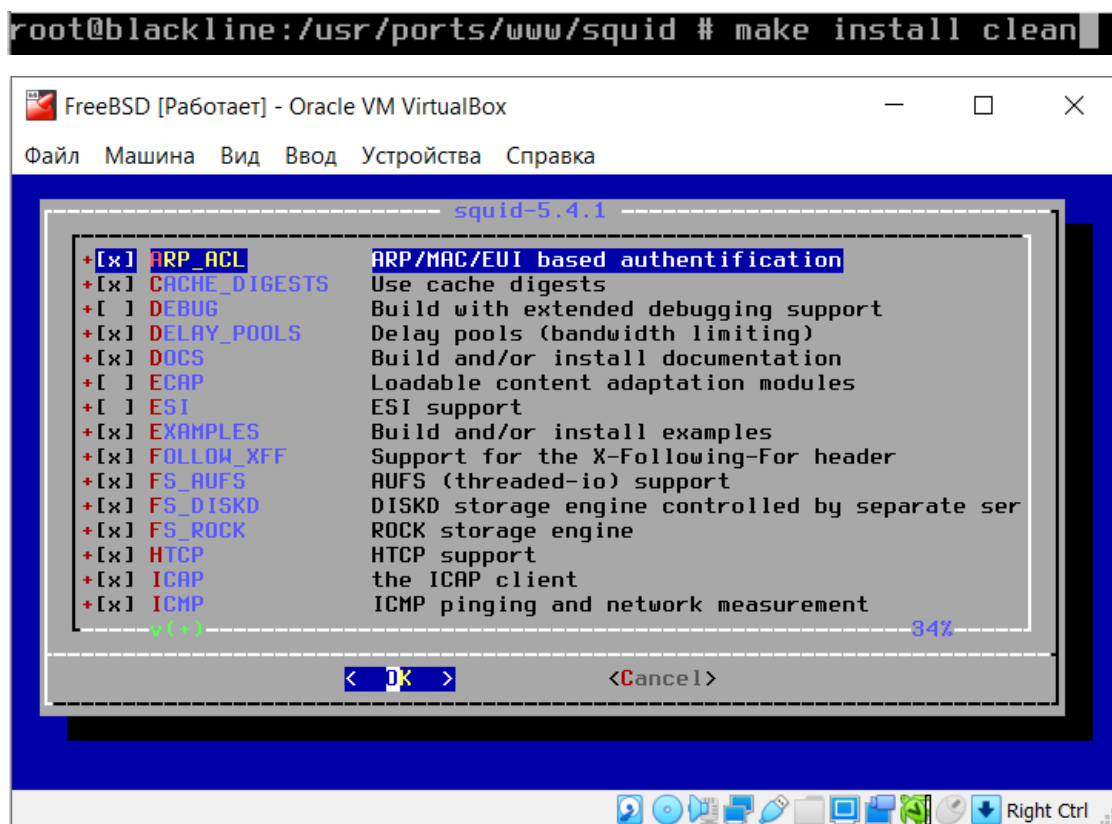 root@blackline:/usr/ports/www/squid # make install clean
FreeBSD [Работает] - Oracle VM VirtualBox
Файл Машина Вид Ввод Устройства Справка
squid-5.4.1
+[x] ARP_ACL ARP/MAC/EUI based authentification
+[x] CACHE_DIGESTS Use cache digests
+[ ] DEBUG Build with extended debugging support
+[x] DELAY_POOLS Delay pools (bandwidth limiting)
+[x] DOCS Build and/or install documentation
+[ ] ECAP Loadable content adaptation modules
+[ ] ESI ESI support
+[x] EXAMPLES Build and/or install examples
+[x] FOLLOW_XFF Support for the X-Following-For header
+[x] FS_AUFS AUFS (threaded-io) support
+[x] FS_DISKD DISKD storage engine controlled by separate ser
+[x] FS_ROCK ROCK storage engine
+[x] HTCP HTCP support
+[x] ICAP the ICAP client
+[x] ICMP ICMP pinging and network measurement
v(+) 34%
< OK > <Cancel>
Right Ctrl